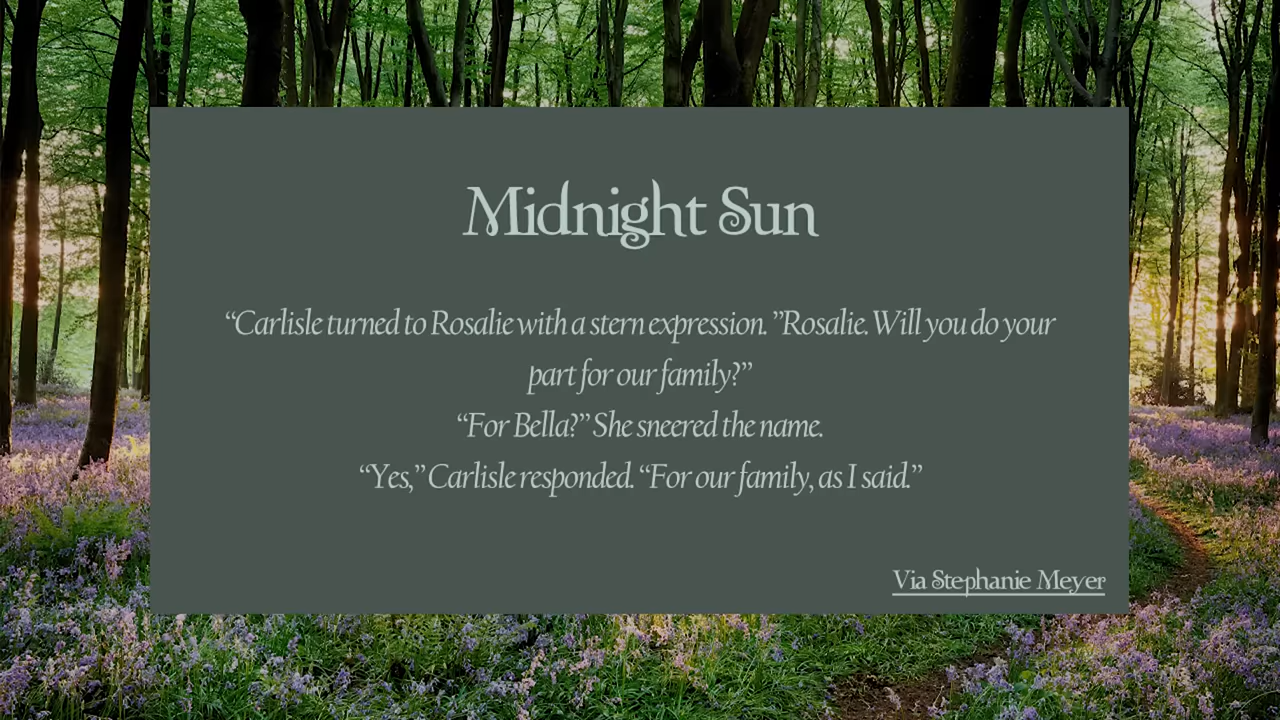 Midnight Sun
“Carlisle turned to Rosalie with a stern expression. ”Rosalie. Will you do your
part for our family?”
“For Bella?” She sneered the name.
“Yes,” Carlisle responded. “For our family, as I said.”
Via Stephanie Meyer